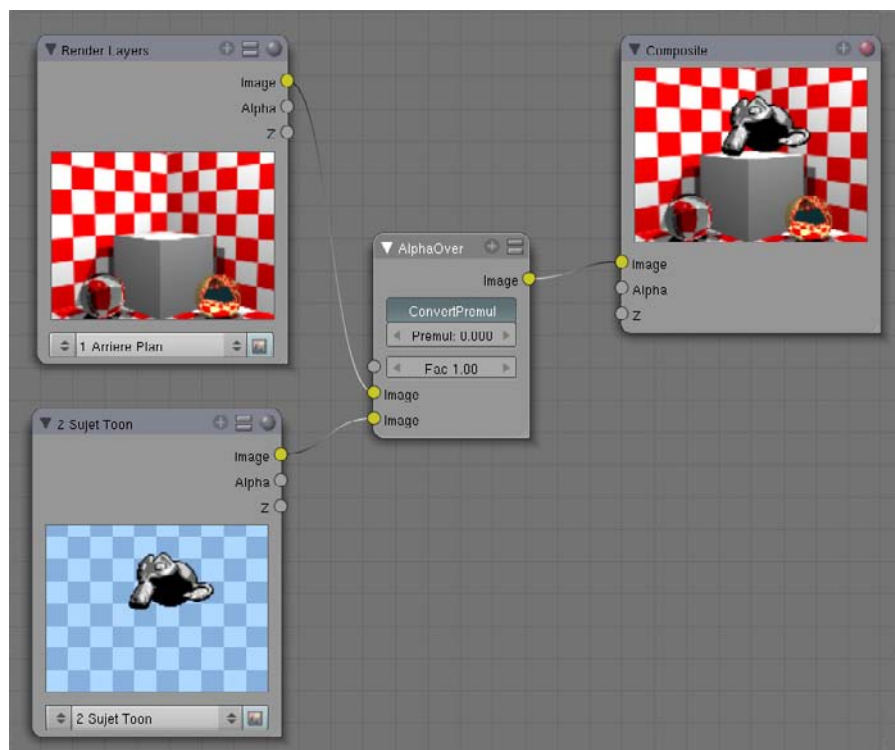 Render Layers
Image
Alpha
Z
1 Arriere Plan
2 Sujet Toon
Image
Alpha
Z
2 Sujet Toon
AlphaOver
Image
ConvertPremul
Premul: 0.000
Fac 1.00
Image
Image
Composite
Image
Alpha
Z